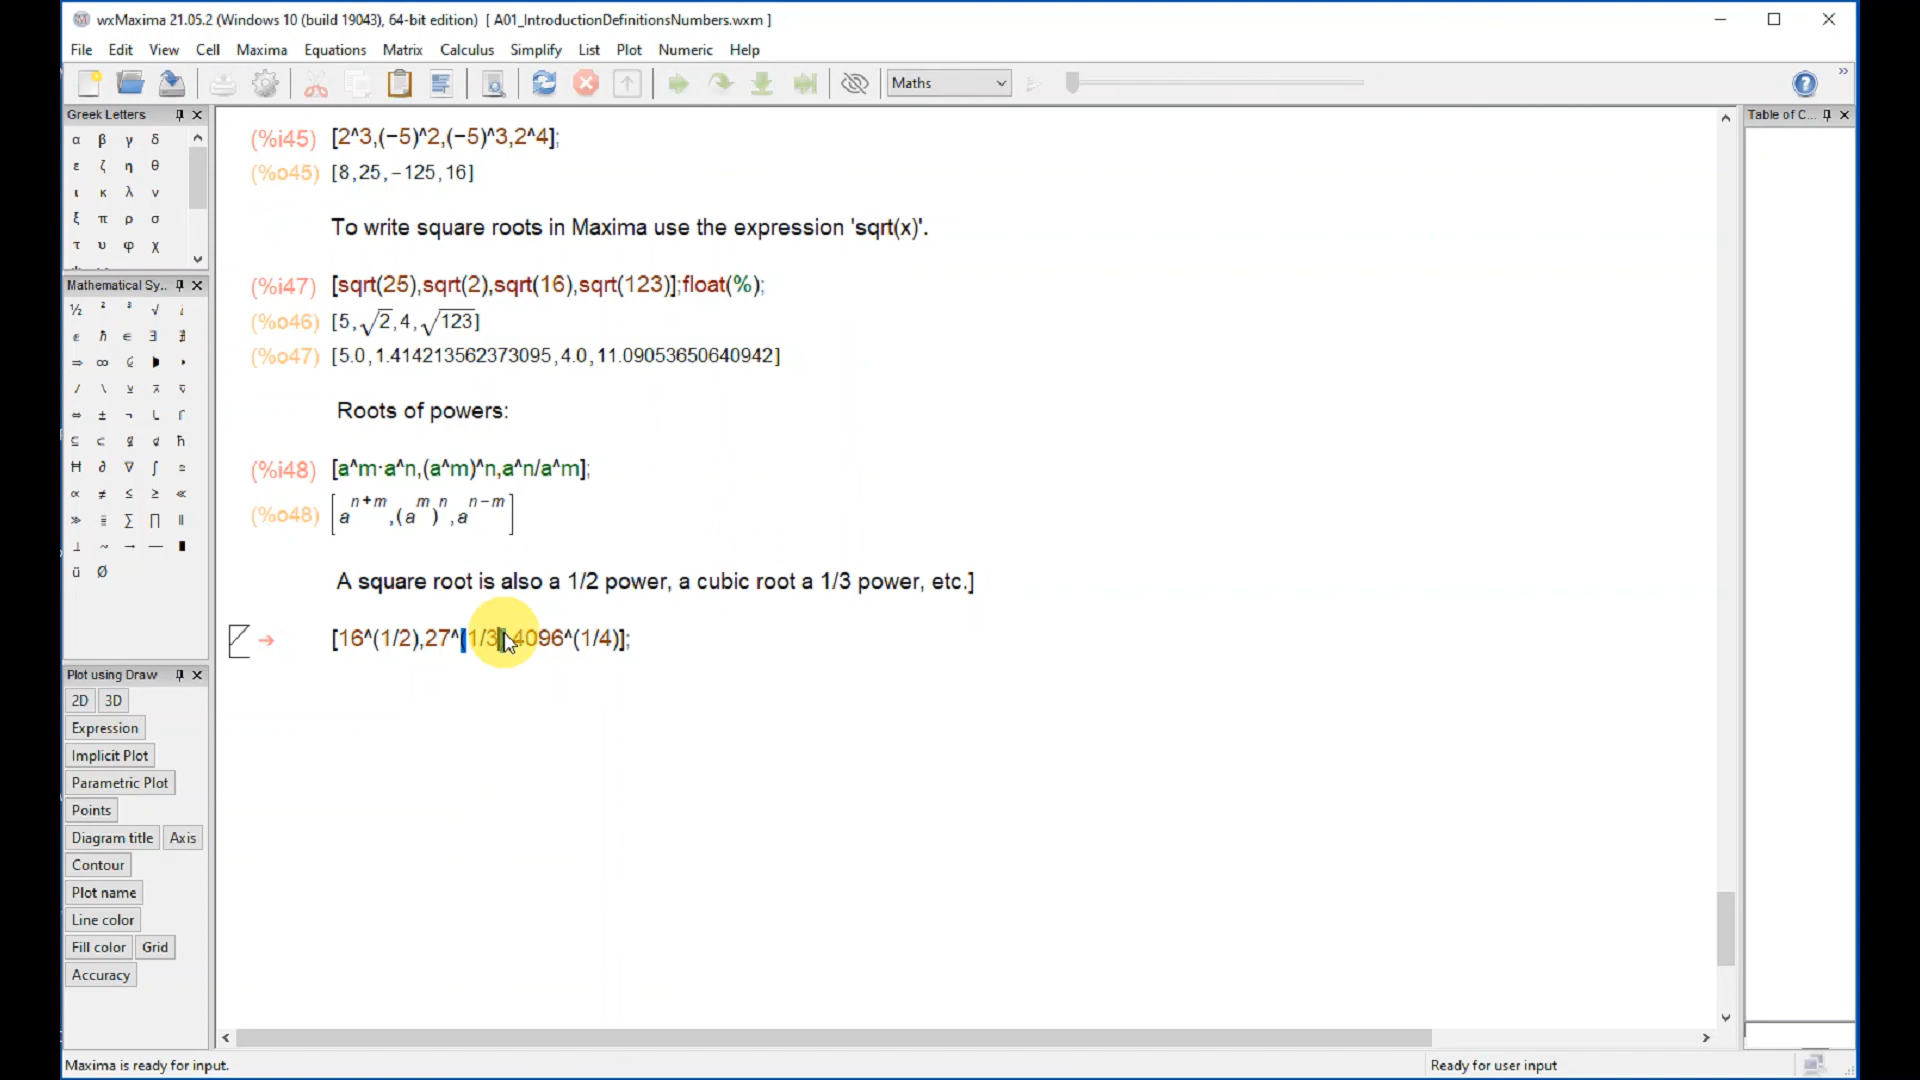 wxMaxima 21.05.2 (Windows 10 (build 19043), 64-bit edition) [ A01_IntroductionDefinitionsNumbers.wxm ]
File Edit View Cell Maxima Equations Matrix Calculus Simplify List Plot Numeric Help
Maths
Greek Letters
α β γ δ
ε ζ η θ
ι κ λ ν
ξ π ρ σ
τ υ φ χ
Mathematical Sy..
½ ² ³ √ i
e ħ ∈ ∃ ∄
⇒ ∞
⇔ ± ¬
H ∂ ∇ ∫ ≃
∝ ≠ ≤ ≥ ≪
≫ ∑ ∏ ∥
⊥ ~ → — ▮
ü Ø
Plot using Draw
2D 3D
Expression
Implicit Plot
Parametric Plot
Points
Diagram title Axis
Contour
Plot name
Line color
Fill color Grid
Accuracy
(%i45) [2^3,(−5)^2,(−5)^3,2^4];
(%o45) [8,25,−125,16]
To write square roots in Maxima use the expression 'sqrt(x)'.
(%i47) [sqrt(25),sqrt(2),sqrt(16),sqrt(123)];float(%);
(%o46) [5,√2,4,√123]
(%o47) [5.0,1.414213562373095,4.0,11.09053650640942]
Roots of powers:
(%i48) [a^m·a^n,(a^m)^n,a^n/a^m];
(%o48) [a^(n+m),(a^m)^n,a^(n−m)]
A square root is also a 1/2 power, a cubic root a 1/3 power, etc.]
[16^(1/2),27^(1/3),4096^(1/4)];
Table of C...
Maxima is ready for input.
Ready for user input